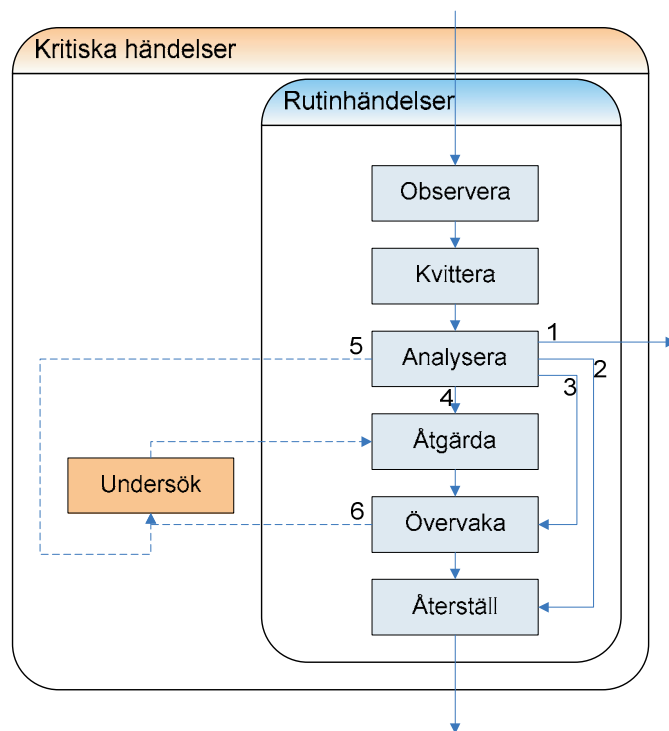 Kritiska händelser
Rutinhändelser
Observera
Kvittera
1
5
Analysera
2
3
4
Åtgärda
Undersök
6
Övervaka
Återställ